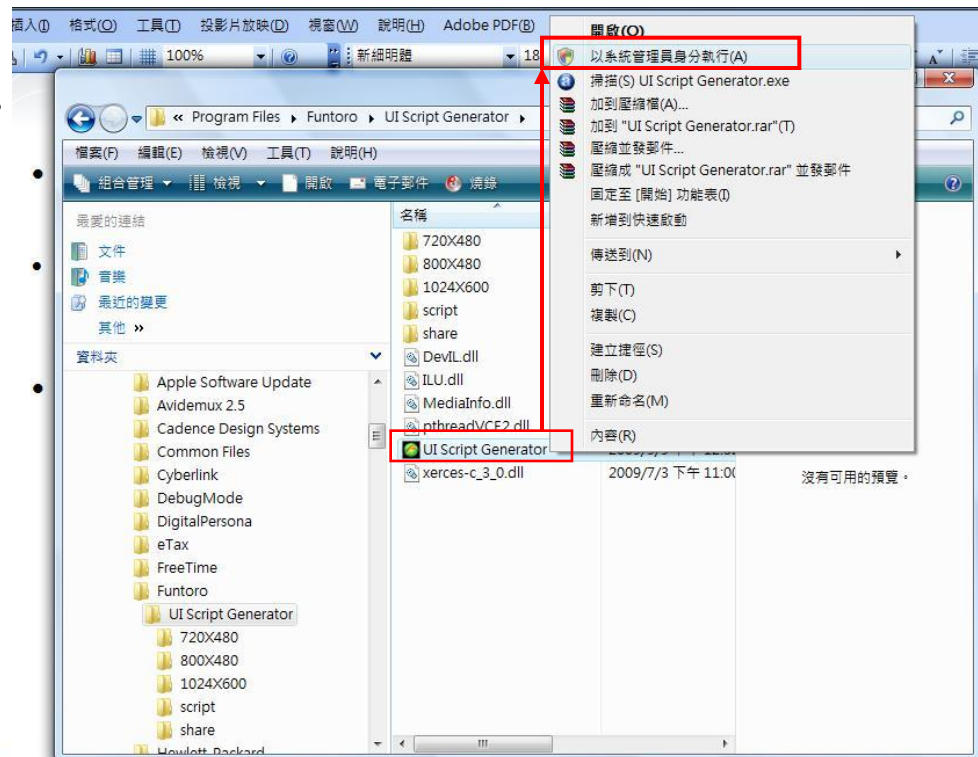 插入(I) 格式(O) 工具(T) 投影片放映(D) 視窗(W) 說明(H) Adobe PDF(B)
100% 新細明體 18
« Program Files ▸ Funtoro ▸ UI Script Generator ▸
檔案(F) 編輯(E) 檢視(V) 工具(T) 說明(H)
組合管理 檢視 開啟 電子郵件 燒錄
最愛的連結
文件
音樂
最近的變更
其他 »
資料夾
Apple Software Update
Avidemux 2.5
Cadence Design Systems
Common Files
Cyberlink
DebugMode
DigitalPersona
eTax
FreeTime
Funtoro
UI Script Generator
720X480
800X480
1024X600
script
share
Hewlett-Packard
名稱
720X480
800X480
1024X600
script
share
DevIL.dll
ILU.dll
MediaInfo.dll
pthreadVCE2.dll
UI Script Generator
xerces-c_3_0.dll 2009/7/3 下午 11:00
沒有可用的預覽。
開啟(O)
以系統管理員身分執行(A)
掃描(S) UI Script Generator.exe
加到壓縮檔(A)...
加到 "UI Script Generator.rar"(T)
壓縮並發郵件...
壓縮成 "UI Script Generator.rar" 並發郵件
固定至 [開始] 功能表(I)
新增到快速啟動
傳送到(N)
剪下(T)
複製(C)
建立捷徑(S)
刪除(D)
重新命名(M)
內容(R)